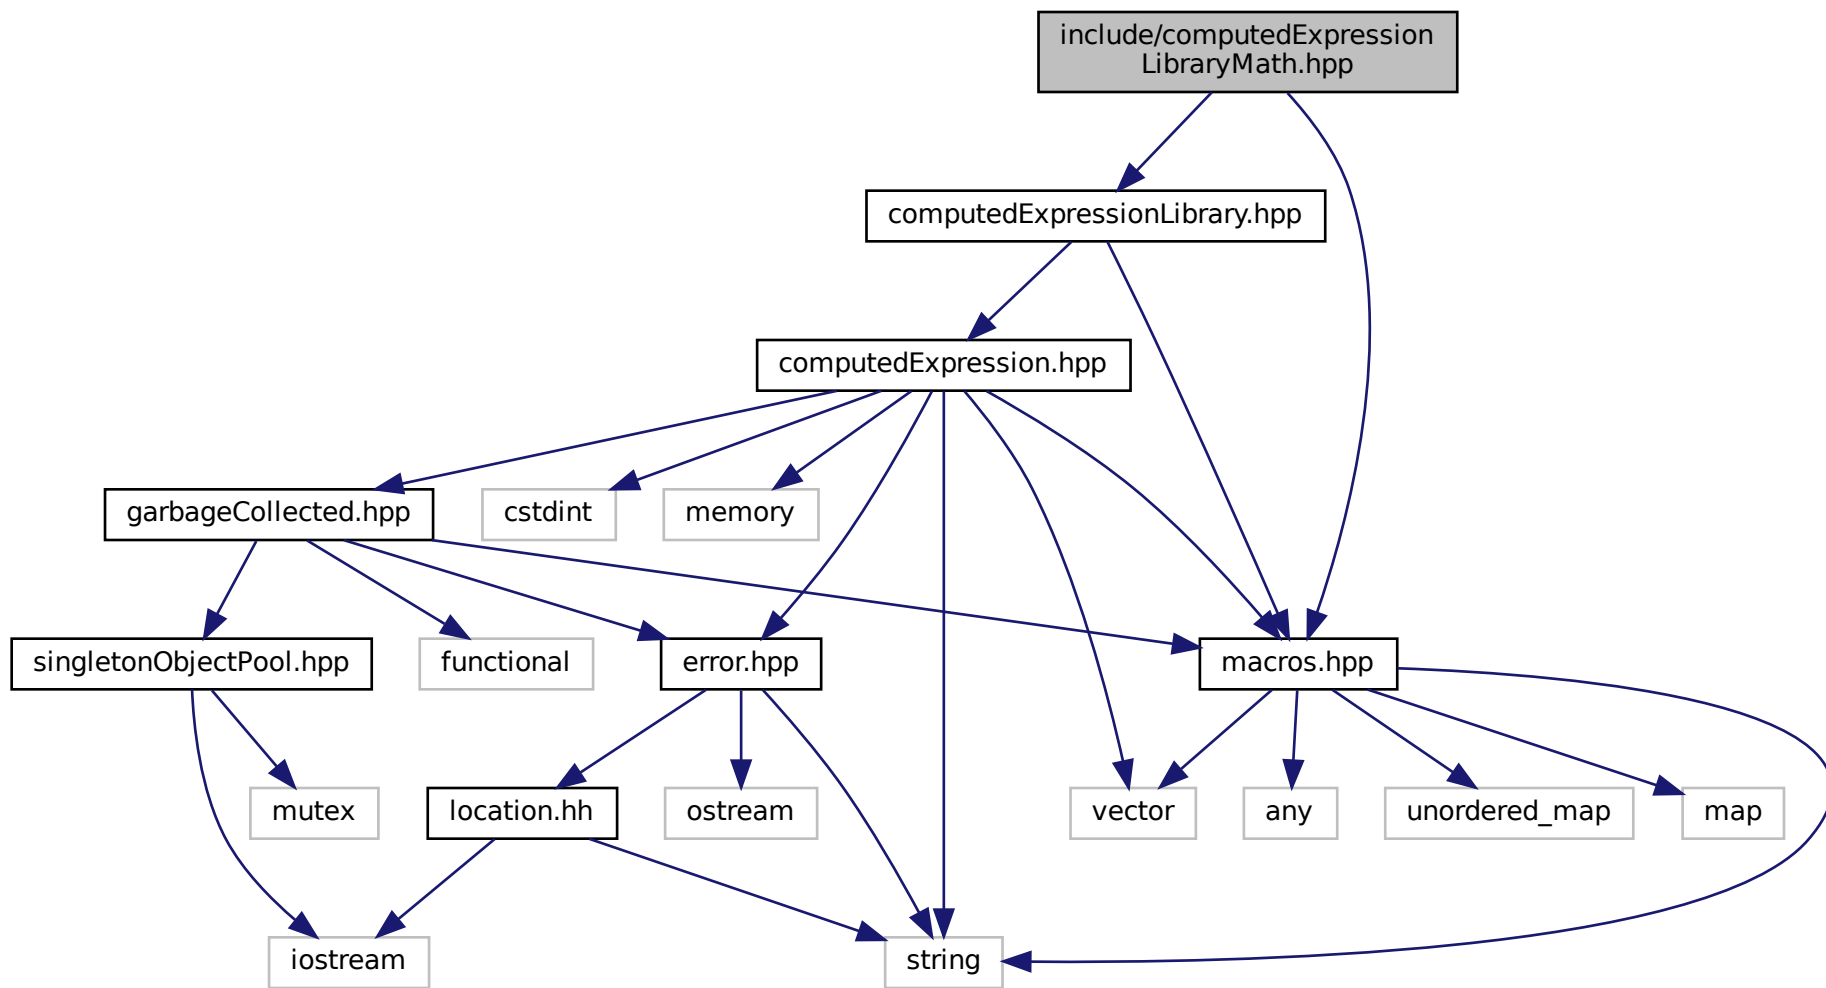 include/computedExpression
LibraryMath.hpp
computedExpressionLibrary.hpp
computedExpression.hpp
garbageCollected.hpp
cstdint
memory
singletonObjectPool.hpp
functional
error.hpp
macros.hpp
mutex
location.hh
ostream
vector
any
unordered_map
map
iostream
string